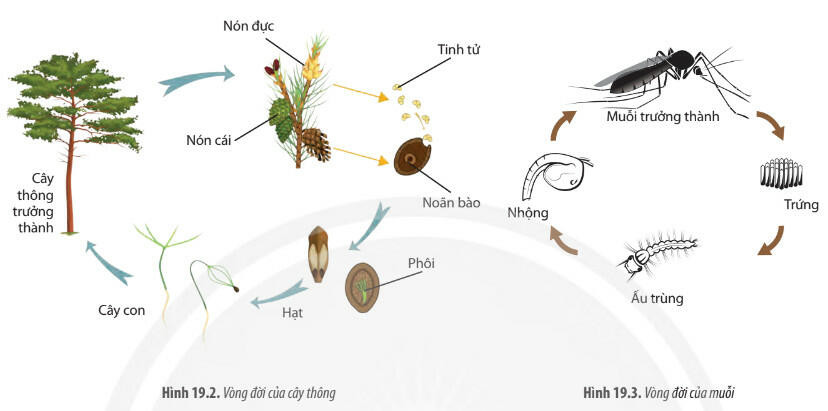 Nón đực
Tinh tử
Nón cái
Noãn bào
Cây
thông
trưởng
thành
Phôi
Hạt
Cây con
Hình 19.2. Vòng đời của cây thông
Muỗi trưởng thành
Trứng
Nhộng
Ấu trùng
Hình 19.3. Vòng đời của muỗi